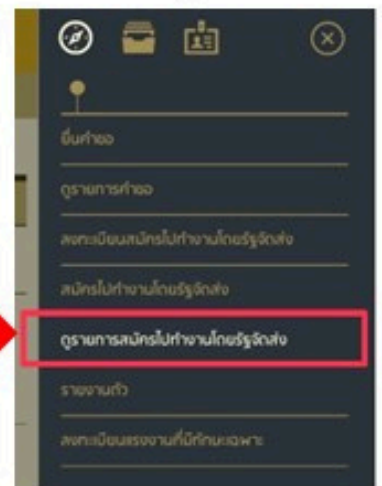 ยื่นคำขอ
ดูรายการคำขอ
ลงทะเบียนสมัครไปทำงานโดยรัฐจัดส่ง
สมัครไปทำงานโดยรัฐจัดส่ง
ดูรายการสมัครไปทำงานโดยรัฐจัดส่ง
รายงานตัว
ลงทะเบียนแรงงานที่มีทักษะเฉพาะ